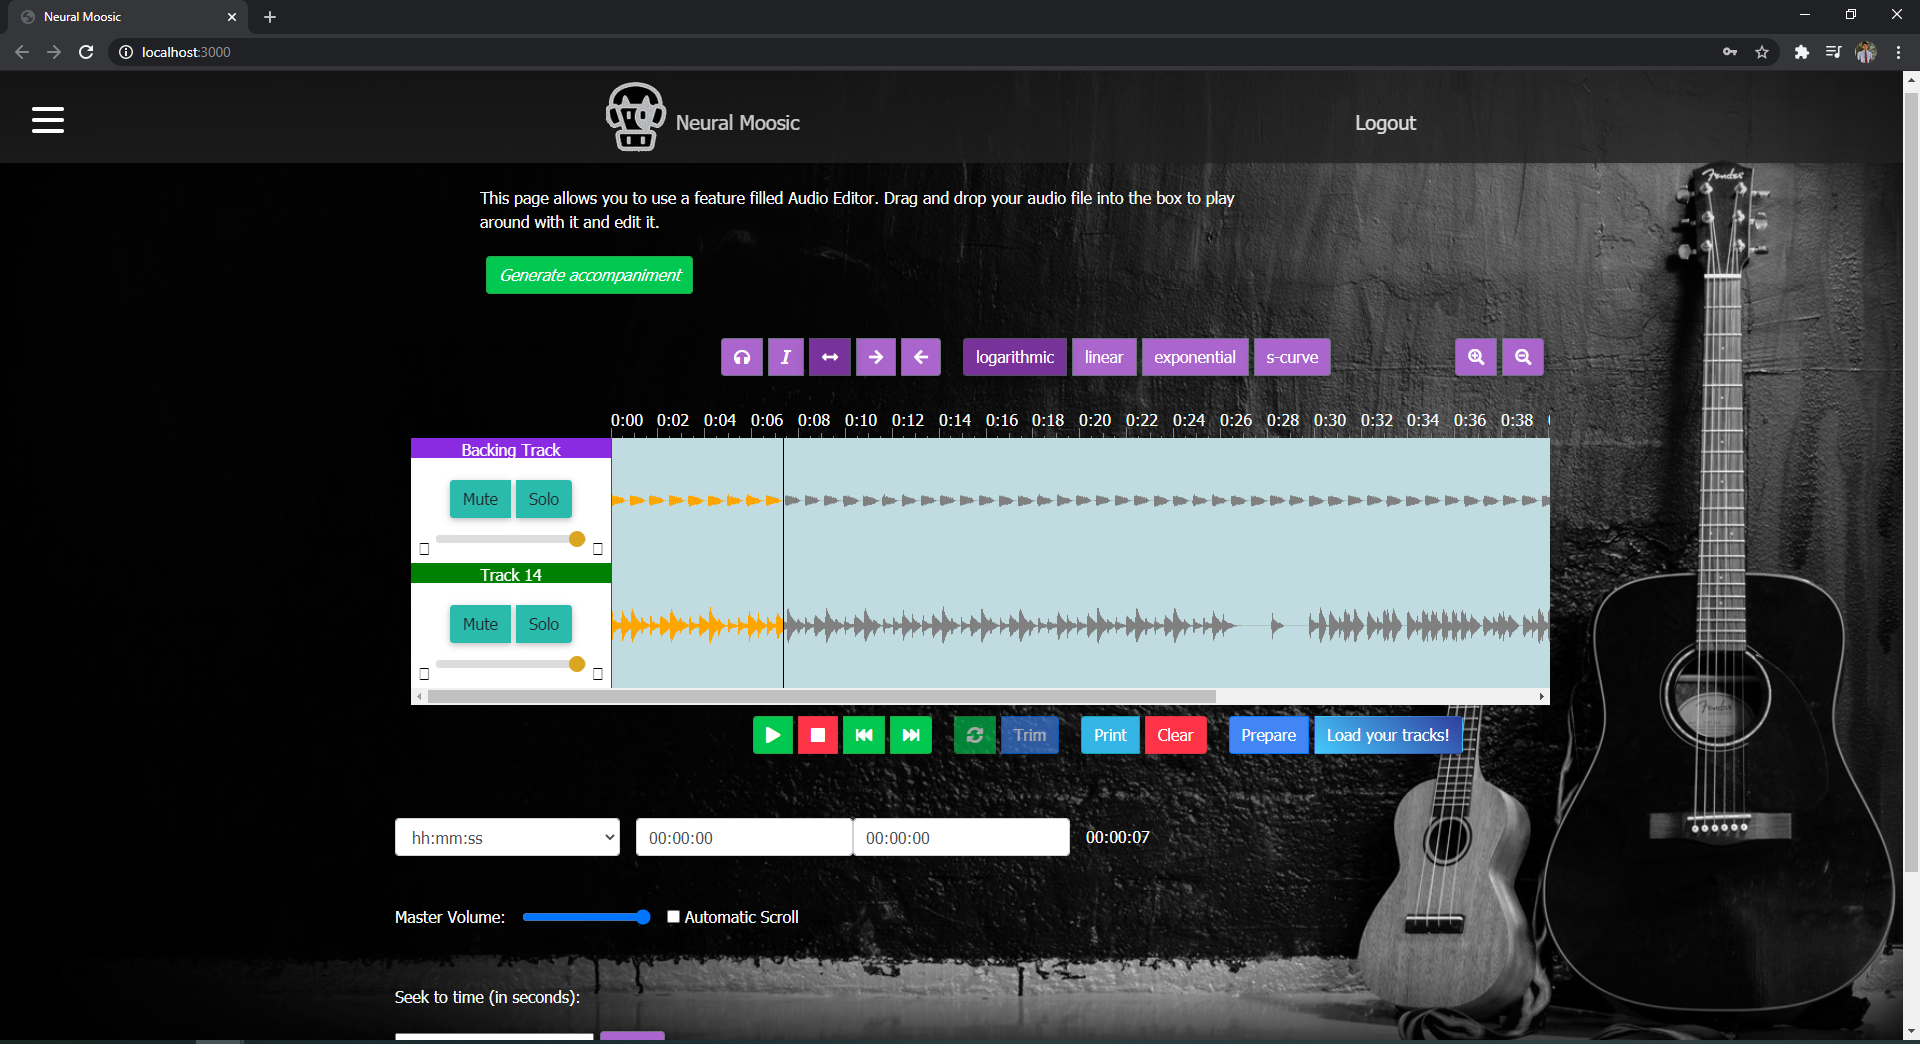 Neural Moosic
localhost:3000
Neural Moosic
Logout
This page allows you to use a feature filled Audio Editor. Drag and drop your audio file into the box to play
around with it and edit it.
Generate accompaniment
logarithmic linear exponential s-curve
0:00 0:02 0:04 0:06 0:08 0:10 0:12 0:14 0:16 0:18 0:20 0:22 0:24 0:26 0:28 0:30 0:32 0:34 0:36 0:38
Backing Track
Mute Solo
Track 14
Mute Solo
Trim Print Clear Prepare Load your tracks!
hh:mm:ss 00:00:00 00:00:00 00:00:07
Master Volume: Automatic Scroll
Seek to time (in seconds):
Fender
Fender